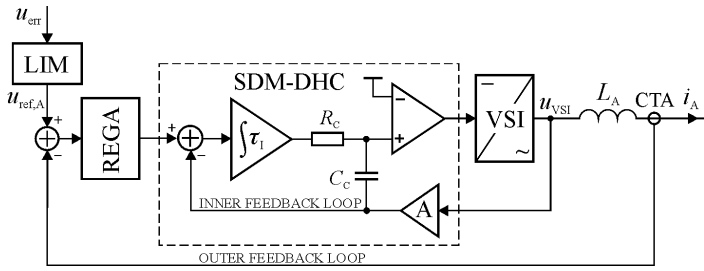 u_err
LIM
u_ref,A
+
−
REGA
SDM-DHC
+
−
∫τ_I
R_C
C_C
−
+
A
INNER FEEDBACK LOOP
−
VSI
~
u_VSI
L_A
CTA
i_A
OUTER FEEDBACK LOOP